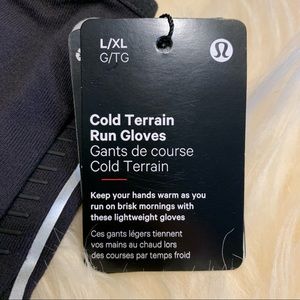 L/XL
G/TG
Cold Terrain
Run Gloves
Gants de course
Cold Terrain
Keep your hands warm as you
run on brisk mornings with
these lightweight gloves
Ces gants légers tiennent
vos mains au chaud lors
des courses par temps froid